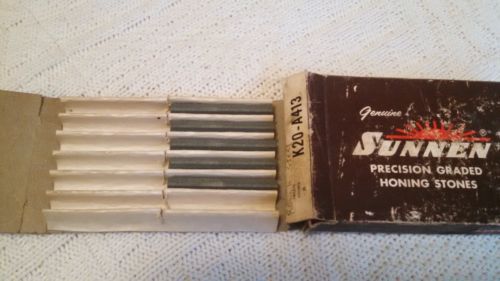 K20-A413
Genuine
SUNNEN®
PRECISION GRADED
HONING STONES